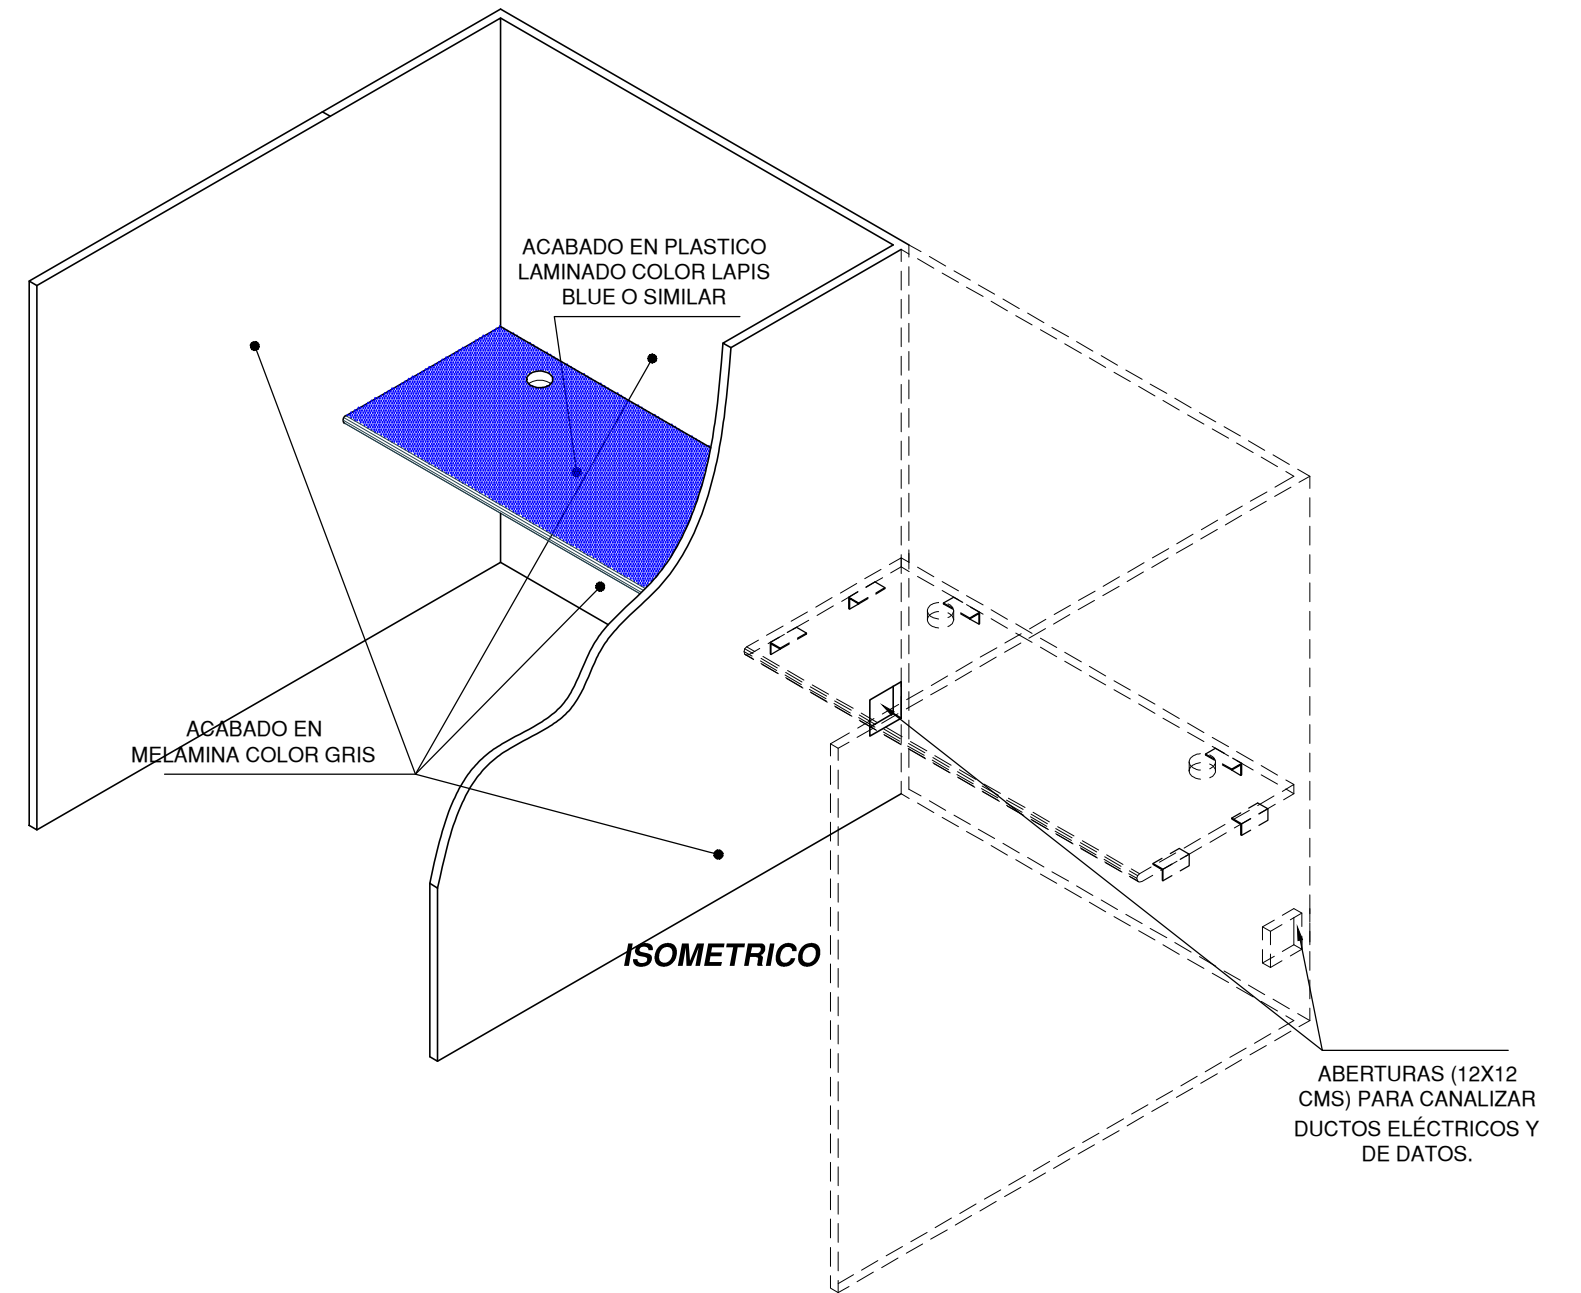 ACABADO EN PLASTICO
LAMINADO COLOR LAPIS
BLUE O SIMILAR
ACABADO EN
MELAMINA COLOR GRIS
ISOMETRICO
ABERTURAS (12X12
CMS) PARA CANALIZAR
DUCTOS ELÉCTRICOS Y
DE DATOS.